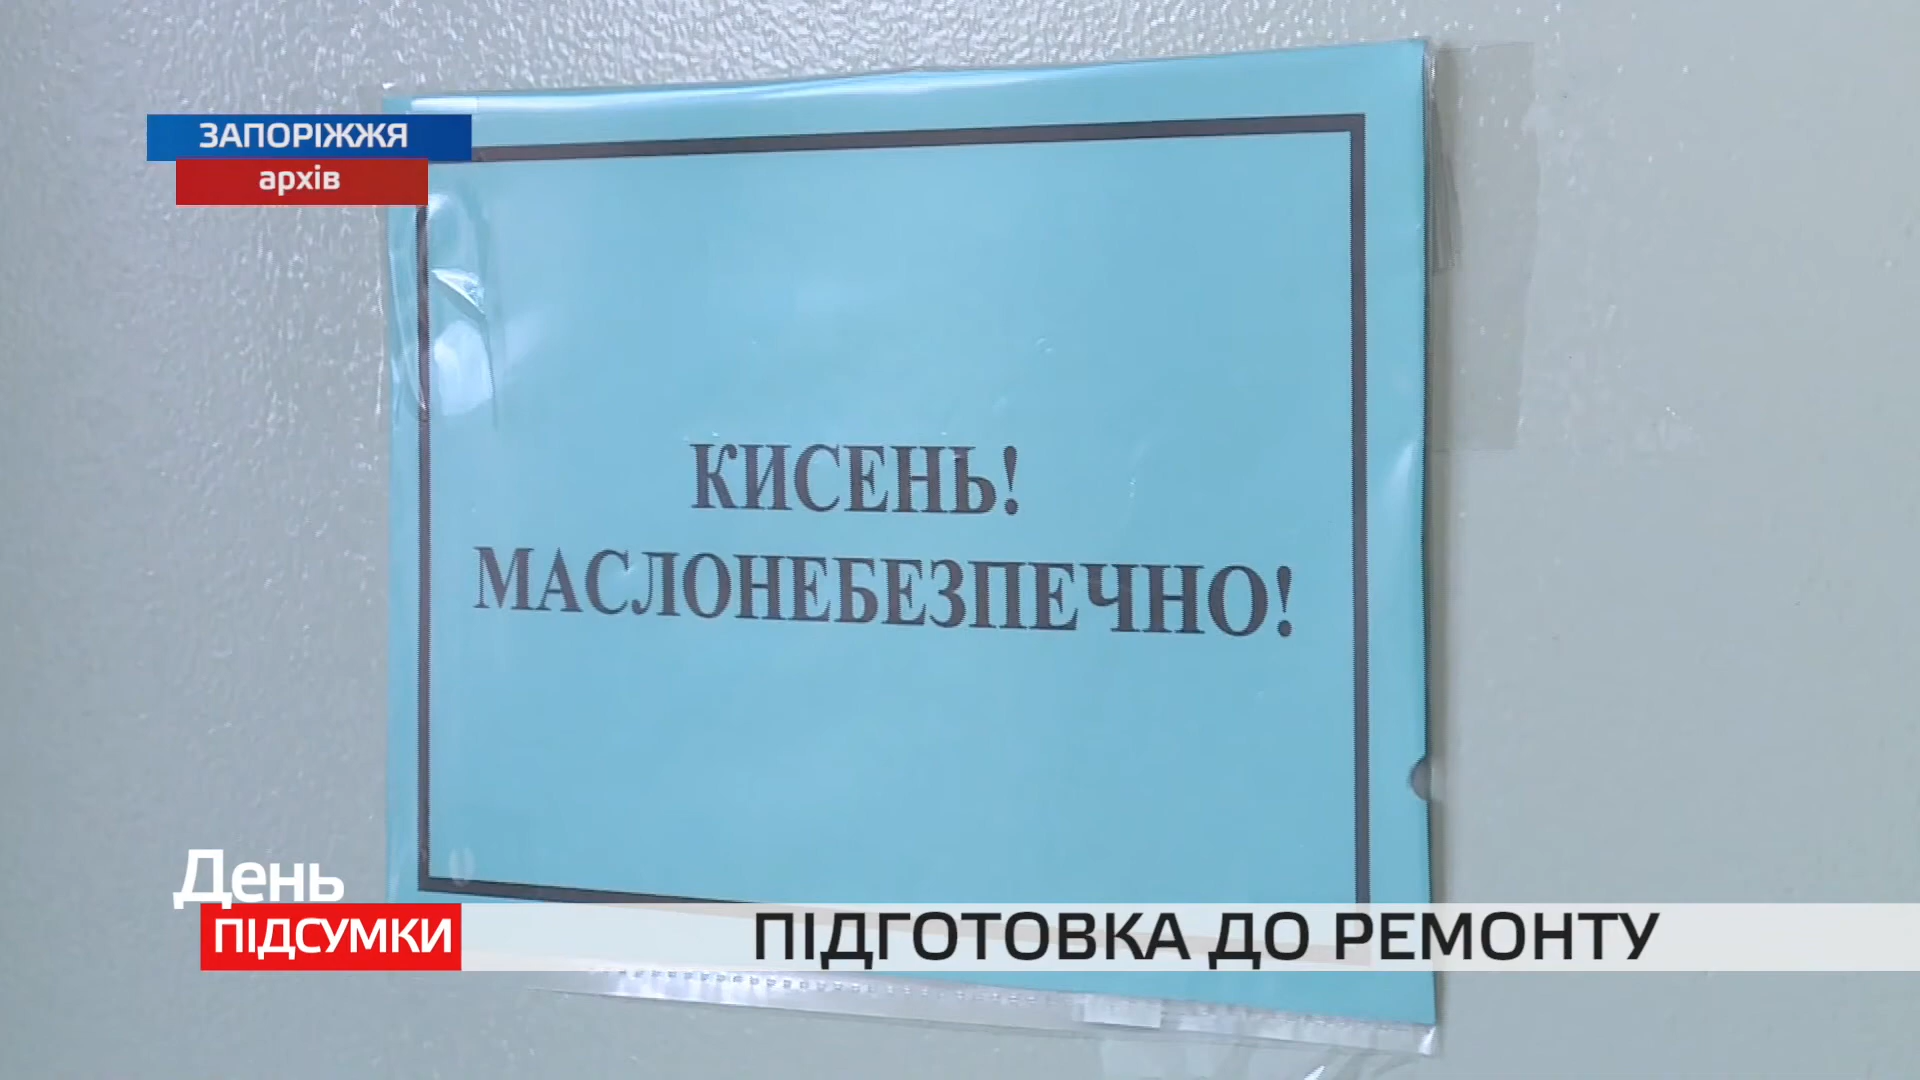 ЗАПОРІЖЖЯ
архів
КИСЕНЬ!
МАСЛОНЕБЕЗПЕЧНО!
День
ПІДСУМКИ
ПІДГОТОВКА ДО РЕМОНТУ